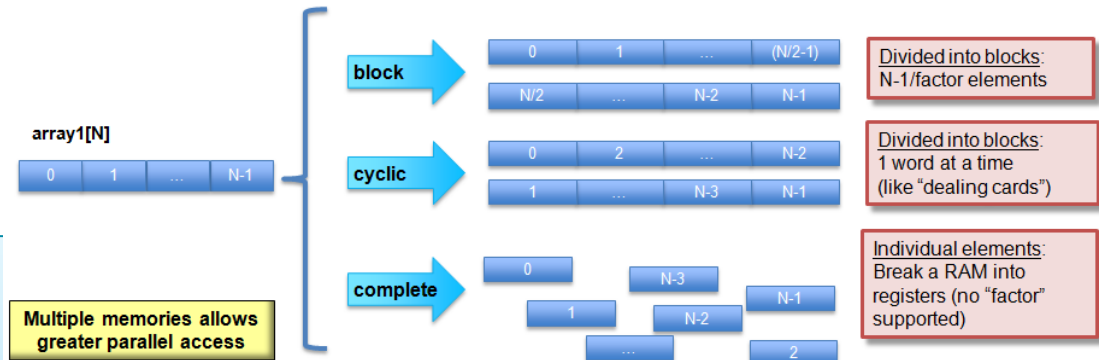 array1[N]
0 1 ... N-1
Multiple memories allows
greater parallel access
block
0 1 ... (N/2-1)
N/2 ... N-2 N-1
Divided into blocks:
N-1/factor elements
cyclic
0 2 ... N-2
1 ... N-3 N-1
Divided into blocks:
1 word at a time
(like “dealing cards”)
complete
0 N-3
N-1
1 N-2
... 2
Individual elements:
Break a RAM into
registers (no “factor”
supported)